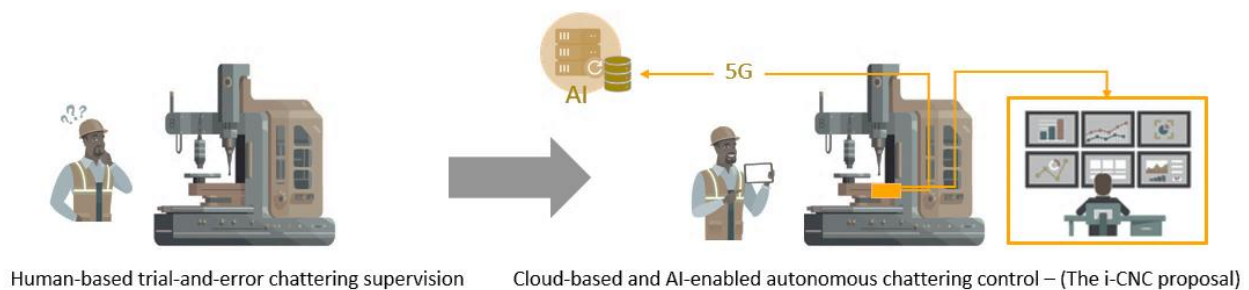 ???
AI
5G
Human-based trial-and-error chattering supervision
Cloud-based and AI-enabled autonomous chattering control – (The i-CNC proposal)